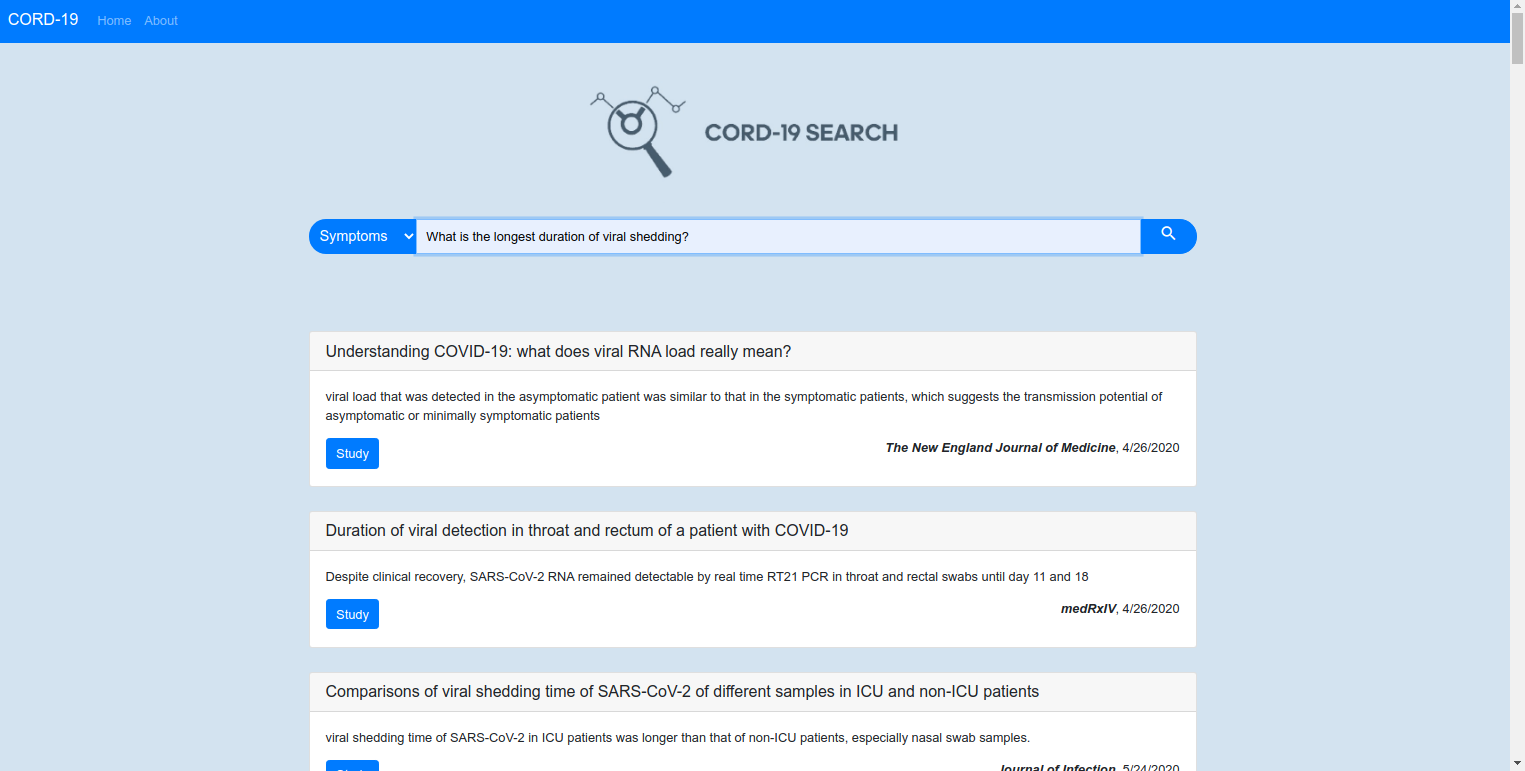 CORD-19 Home About
CORD-19 SEARCH
Symptoms What is the longest duration of viral shedding?
Understanding COVID-19: what does viral RNA load really mean?
viral load that was detected in the asymptomatic patient was similar to that in the symptomatic patients, which suggests the transmission potential of
asymptomatic or minimally symptomatic patients
Study The New England Journal of Medicine, 4/26/2020
Duration of viral detection in throat and rectum of a patient with COVID-19
Despite clinical recovery, SARS-CoV-2 RNA remained detectable by real time RT21 PCR in throat and rectal swabs until day 11 and 18
Study medRxIV, 4/26/2020
Comparisons of viral shedding time of SARS-CoV-2 of different samples in ICU and non-ICU patients
viral shedding time of SARS-CoV-2 in ICU patients was longer than that of non-ICU patients, especially nasal swab samples.
Journal of Infection, 5/24/2020